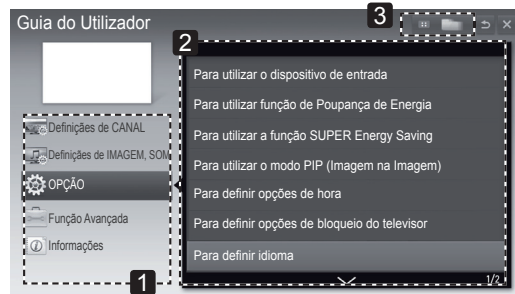 Guia do Utilizador
3
2
Para utilizar o dispositivo de entrada
Para utilizar função de Poupança de Energia
Para utilizar a função SUPER Energy Saving
Para utilizar o modo PIP (Imagem na Imagem)
Para definir opções de hora
Para definir opções de bloqueio do televisor
Para definir idioma
1/2
Definiçães de CANAL
Definiçães de IMAGEM, SOM
OPÇÃO
Função Avançada
Informações
1